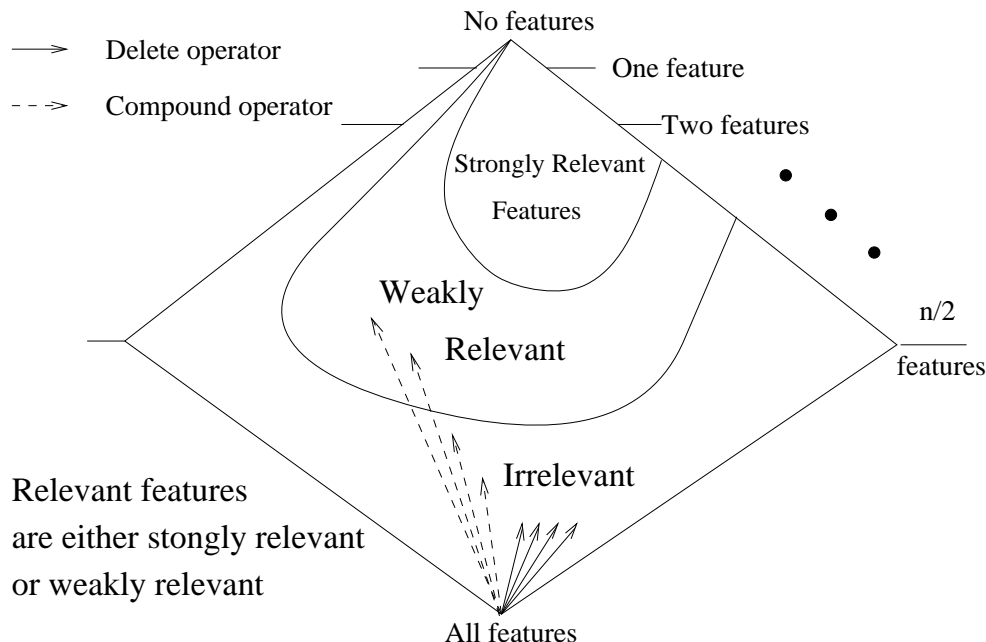 No features
Delete operator
One feature
Compound operator
Two features
Strongly Relevant
Features
Weakly
n/2
Relevant
features
Irrelevant
Relevant features
are either stongly relevant
or weakly relevant
All features